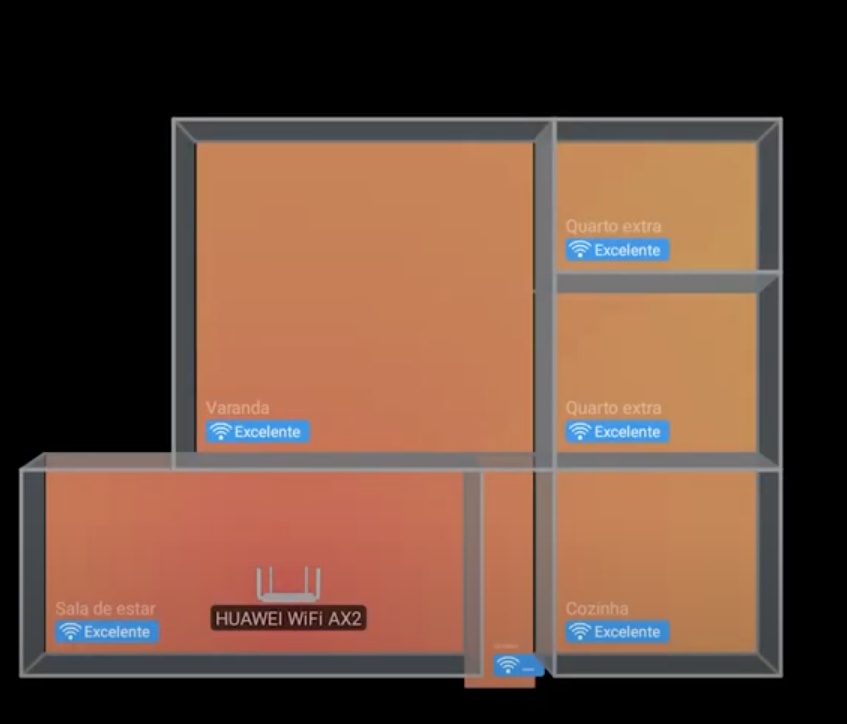 Quarto extra
Excelente
Varanda
Excelente
Quarto extra
Excelente
Sala de estar
Excelente
HUAWEI WiFi AX2
Cozinha
Excelente